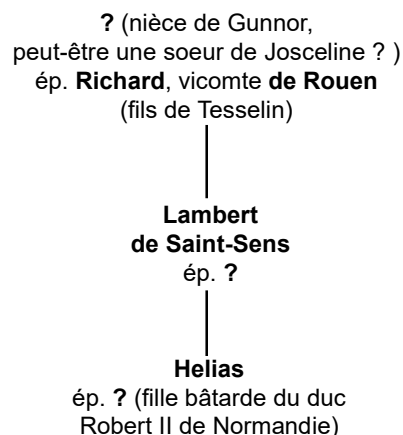 ? (nièce de Gunnor,
peut-être une soeur de Josceline ? )
ép. Richard, vicomte de Rouen
(fils de Tesselin)
Lambert
de Saint-Sens
ép. ?
Helias
ép. ? (fille bâtarde du duc
Robert II de Normandie)